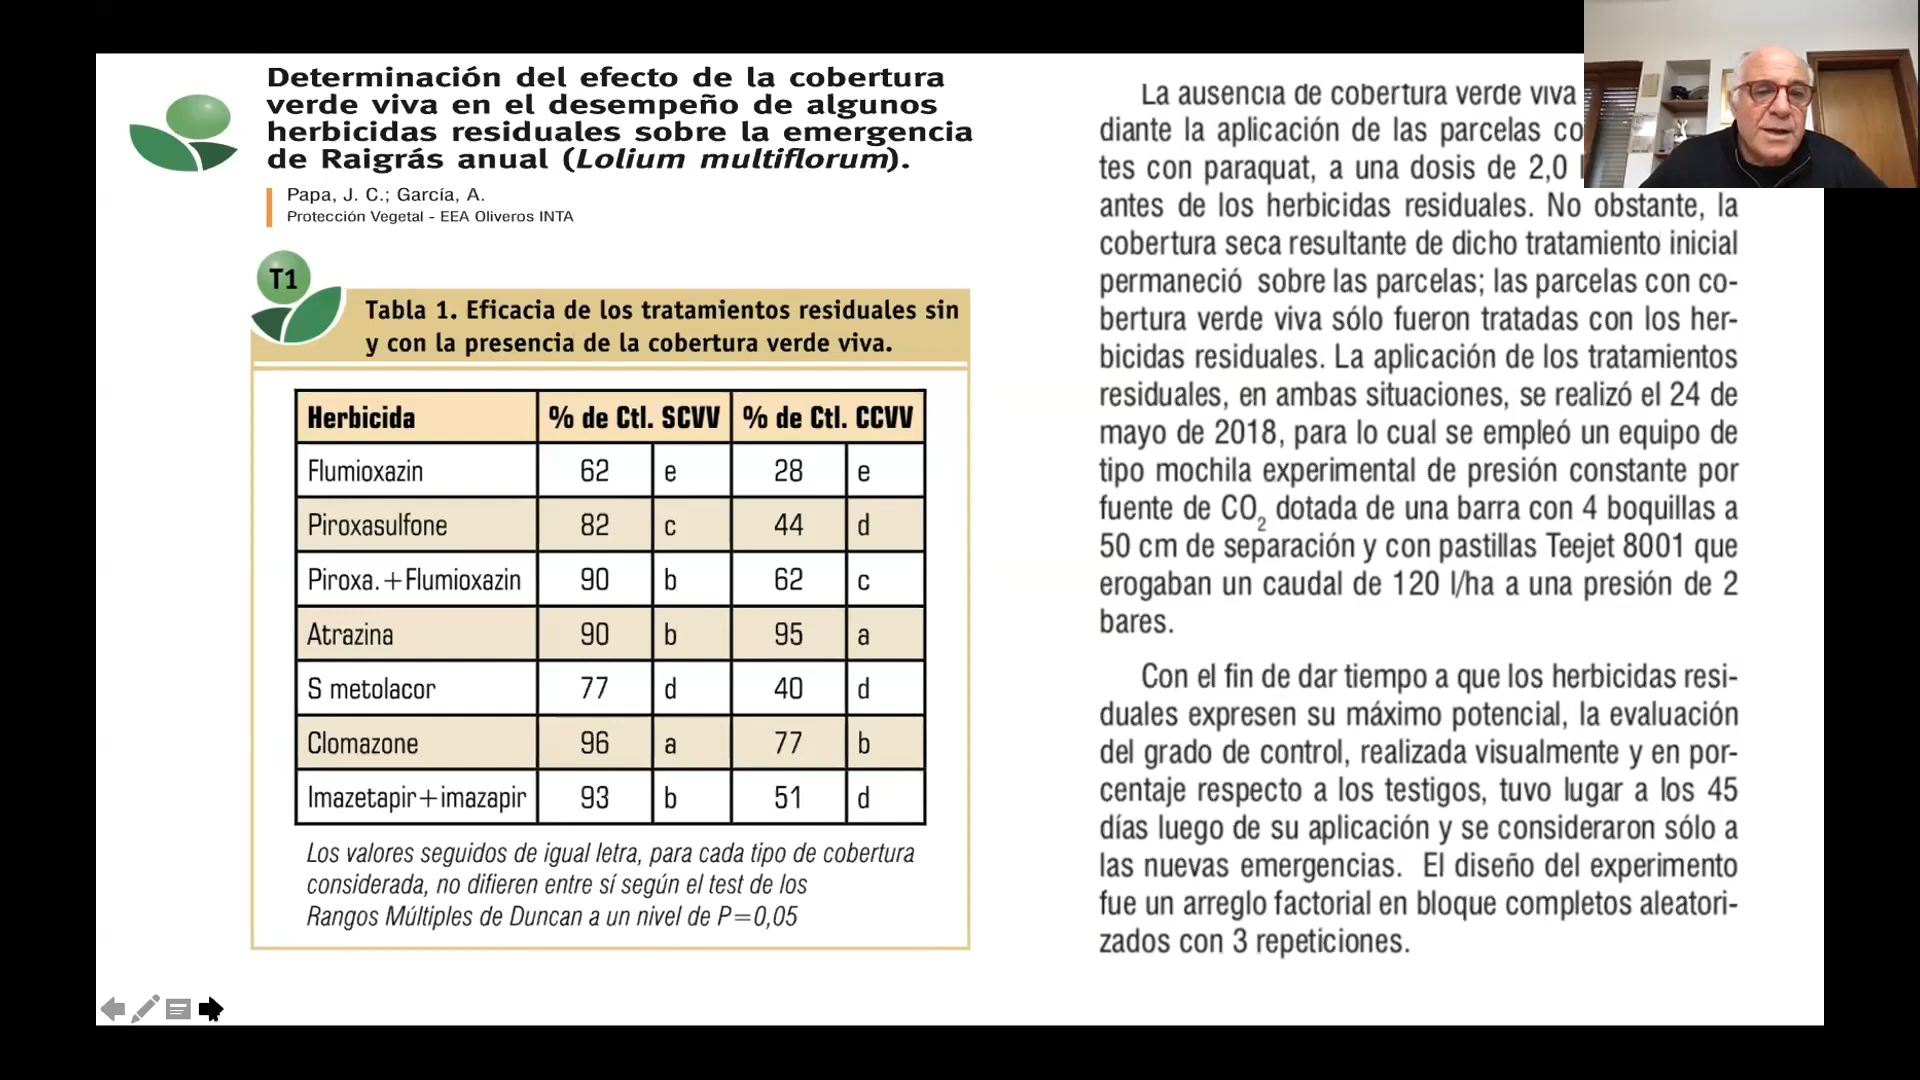 Determinación del efecto de la cobertura
verde viva en el desempeño de algunos
herbicidas residuales sobre la emergencia
de Raigrás anual (Lolium multiflorum).
Papa, J. C.; García, A.
Protección Vegetal - EEA Oliveros INTA
T1
Tabla 1. Eficacia de los tratamientos residuales sin
y con la presencia de la cobertura verde viva.
Herbicida % de Ctl. SCVV % de Ctl. CCVV
Flumioxazin 62 e 28 e
Piroxasulfone 82 c 44 d
Piroxa.+Flumioxazin 90 b 62 c
Atrazina 90 b 95 a
S metolacor 77 d 40 d
Clomazone 96 a 77 b
Imazetapir+imazapir 93 b 51 d
Los valores seguidos de igual letra, para cada tipo de cobertura
considerada, no difieren entre sí según el test de los
Rangos Múltiples de Duncan a un nivel de P=0,05
La ausencia de cobertura verde viva
diante la aplicación de las parcelas co
tes con paraquat, a una dosis de 2,0
antes de los herbicidas residuales. No obstante, la
cobertura seca resultante de dicho tratamiento inicial
permaneció sobre las parcelas; las parcelas con co-
bertura verde viva sólo fueron tratadas con los her-
bicidas residuales. La aplicación de los tratamientos
residuales, en ambas situaciones, se realizó el 24 de
mayo de 2018, para lo cual se empleó un equipo de
tipo mochila experimental de presión constante por
fuente de CO2 dotada de una barra con 4 boquillas a
50 cm de separación y con pastillas Teejet 8001 que
erogaban un caudal de 120 l/ha a una presión de 2
bares.
Con el fin de dar tiempo a que los herbicidas resi-
duales expresen su máximo potencial, la evaluación
del grado de control, realizada visualmente y en por-
centaje respecto a los testigos, tuvo lugar a los 45
días luego de su aplicación y se consideraron sólo a
las nuevas emergencias. El diseño del experimento
fue un arreglo factorial en bloque completos aleatori-
zados con 3 repeticiones.